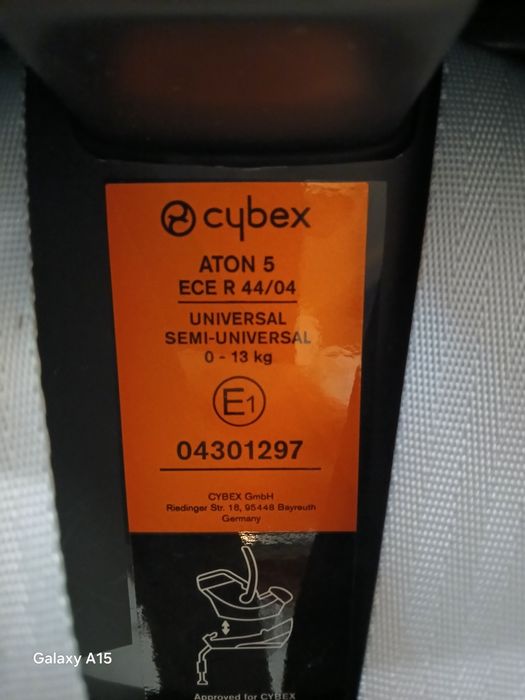 cybex
ATON 5
ECE R 44/04
UNIVERSAL
SEMI-UNIVERSAL
0 - 13 kg
E1
04301297
CYBEX GmbH
Riedinger Str. 18, 95448 Bayreuth
Germany
Approved for CYBEX
Galaxy A15